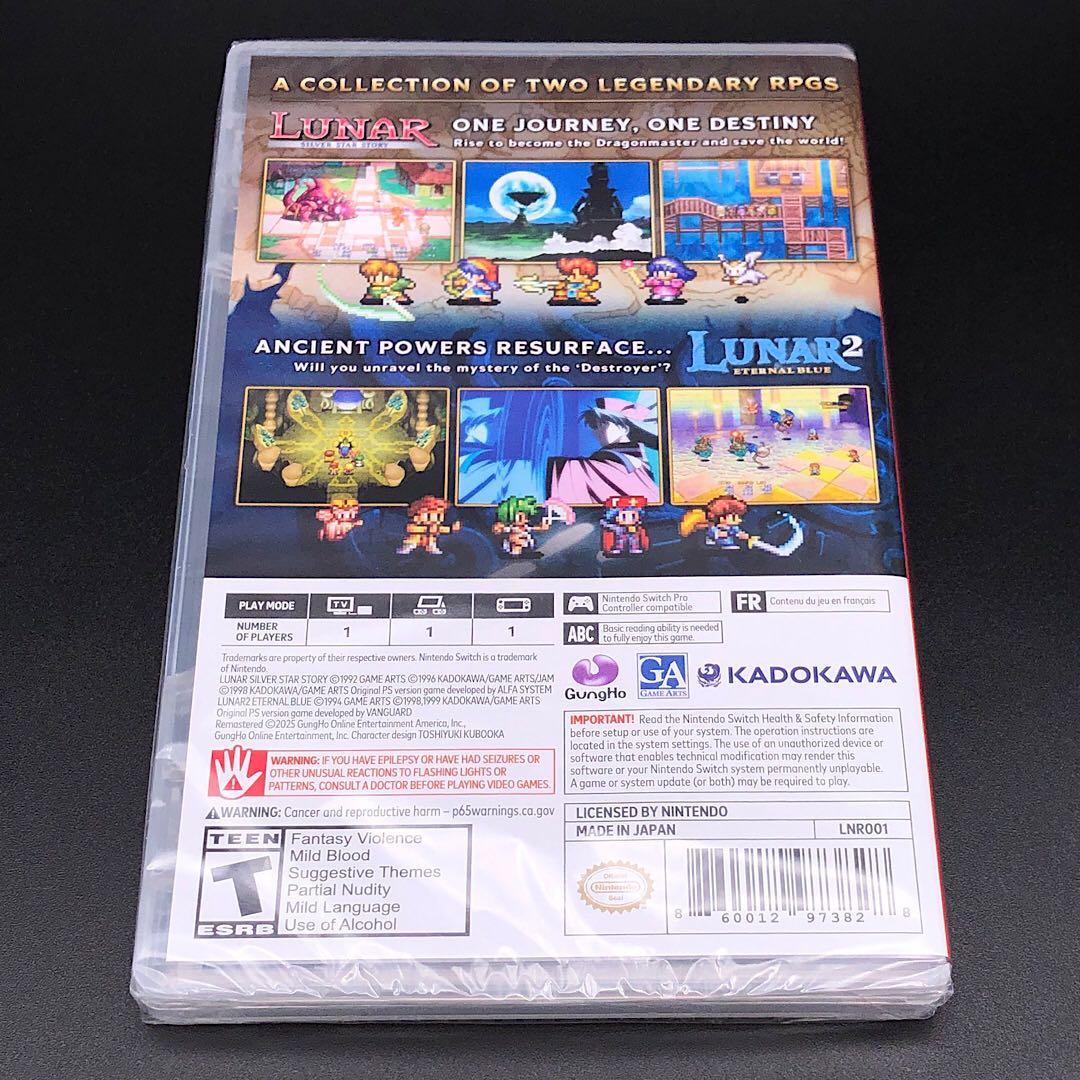 A COLLECTION OF TWO LEGENDARY RPGS
LUNAR
SILVER STAR STORY
ONE JOURNEY, ONE DESTINY
Rise to become the Dragonmaster and save the world!
ANCIENT POWERS RESURFACE...
Will you unravel the mystery of the 'Destroyer'?
LUNAR2
ETERNAL BLUE
PLAY MODE
TV
NUMBER
OF PLAYERS
1
1
1
Nintendo Switch Pro
Controller compatible
FR
Contenu du jeu en français
ABC
Basic reading ability is needed
to fully enjoy this game.
Trademarks are property of their respective owners. Nintendo Switch is a trademark
of Nintendo.
LUNAR SILVER STAR STORY ©1992 GAME ARTS ©1996 KADOKAWA/GAME ARTS/JAM
©1998 KADOKAWA/GAME ARTS Original PS version game developed by ALFA SYSTEM
LUNAR2 ETERNAL BLUE ©1994 GAME ARTS ©1998,1999 KADOKAWA/GAME ARTS
Original PS version game developed by VANGUARD
Remastered ©2025 GungHo Online Entertainment America, Inc.,
GungHo Online Entertainment, Inc. Character design TOSHIYUKI KUBOOKA
GungHo
GA
GAME ARTS
KADOKAWA
WARNING: IF YOU HAVE EPILEPSY OR HAVE HAD SEIZURES OR
OTHER UNUSUAL REACTIONS TO FLASHING LIGHTS OR
PATTERNS, CONSULT A DOCTOR BEFORE PLAYING VIDEO GAMES.
IMPORTANT! Read the Nintendo Switch Health & Safety Information
before setup or use of your system. The operation instructions are
located in the system settings. The use of an unauthorized device or
software that enables technical modification may render this
software or your Nintendo Switch system permanently unplayable.
A game or system update (or both) may be required to play.
WARNING: Cancer and reproductive harm – p65warnings.ca.gov
TEEN
T
ESRB
Fantasy Violence
Mild Blood
Suggestive Themes
Partial Nudity
Mild Language
Use of Alcohol
LICENSED BY NINTENDO
MADE IN JAPAN
LNR001
Official
Nintendo
Seal
8 60012 97382 8